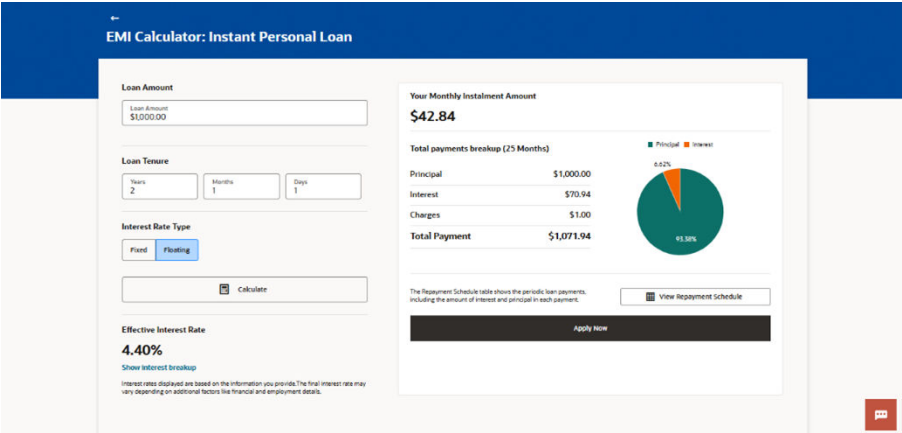 EMI Calculator: Instant Personal Loan
Loan Amount
Loan Amount
$1,000.00
Loan Tenure
Years
2
Months
1
Days
1
Interest Rate Type
Fixed
Floating
Calculate
Effective Interest Rate
4.40%
Show interest breakup
Interest rates displayed are based on the information you provide.The final interest rate may
vary depending on additional factors like financial and employment details.
Your Monthly Instalment Amount
$42.84
Total payments breakup (25 Months)
Principal $1,000.00
Interest $70.94
Charges $1.00
Total Payment $1,071.94
Principal Interest
6.62%
93.38%
The Repayment Schedule table shows the periodic loan payments,
including the amount of interest and principal in each payment.
View Repayment Schedule
Apply Now